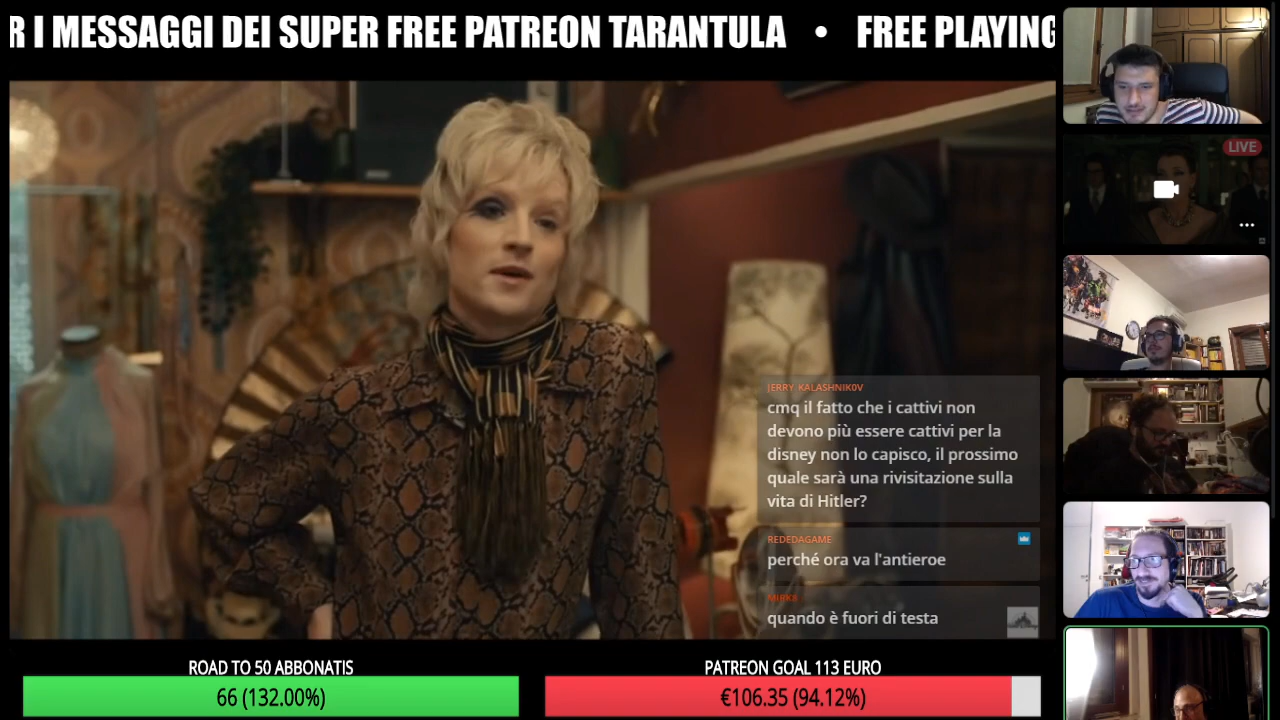 R I MESSAGGI DEI SUPER FREE PATREON TARANTULA • FREE PLAYING
LIVE
JERRY_KALASHNIK0V
cmq il fatto che i cattivi non
devono più essere cattivi per la
disney non lo capisco, il prossimo
quale sarà una rivisitazione sulla
vita di Hitler?
REDEDAGAME
perché ora va l'antieroe
quando è fuori di testa
ROAD TO 50 ABBONATIS
PATREON GOAL 113 EURO
66 (132.00%)
€106.35 (94.12%)